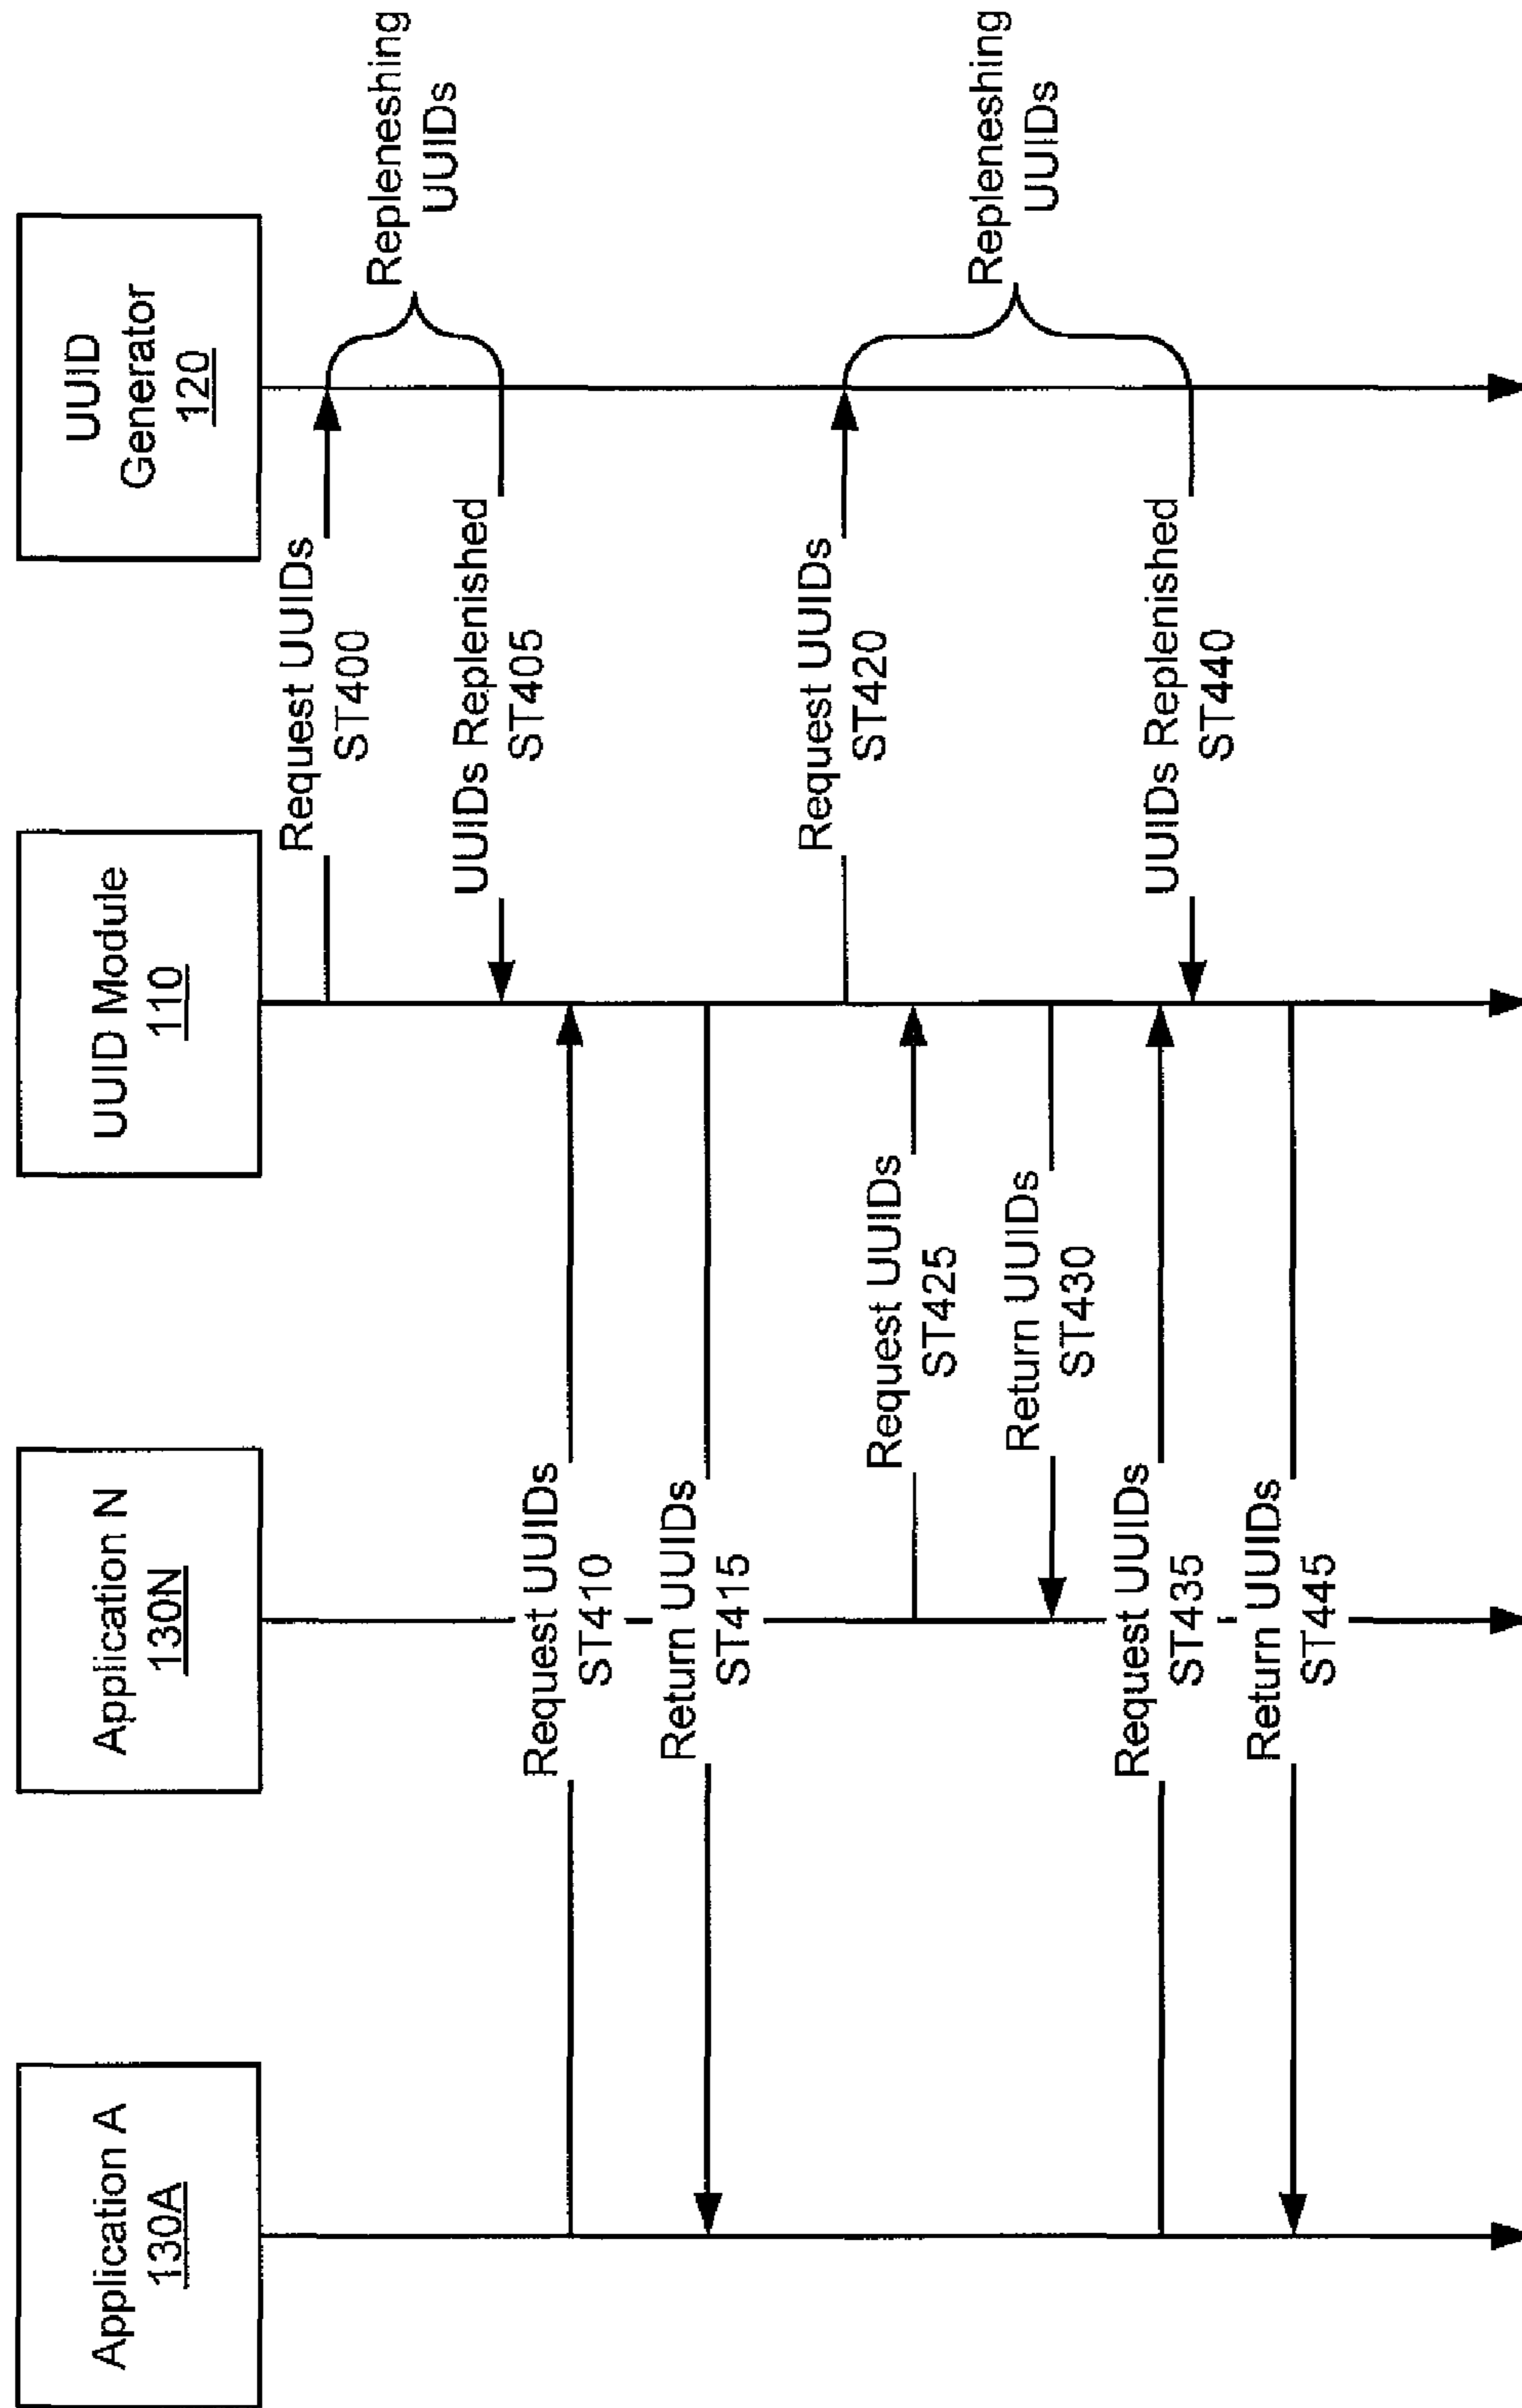 Application A
130A
Application N
130N
UUID Module
110
UUID
Generator
120
Request UUIDs
ST400
Repleneshing
UUIDs
UUIDs Replenished
ST405
Request UUIDs
ST410
Return UUIDs
ST415
Request UUIDs
ST420
Request UUIDs
ST425
Repleneshing
UUIDs
Return UUIDs
ST430
Request UUIDs
ST435
UUIDs Replenished
ST440
Return UUIDs
ST445